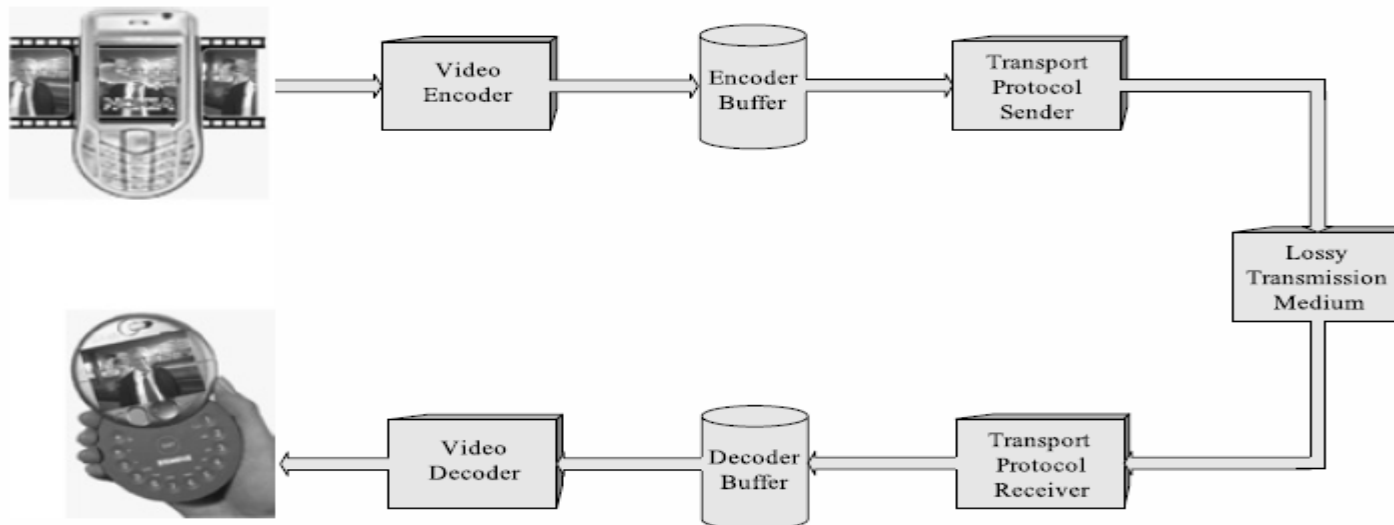 Video
Encoder
Encoder
Buffer
Transport
Protocol
Sender
Lossy
Transmission
Medium
Transport
Protocol
Receiver
Decoder
Buffer
Video
Decoder